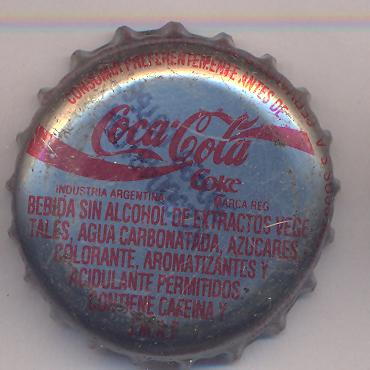 CONSUMIR PREFERENTEMENTE ANTES DE
Coca-Cola
Coke
INDUSTRIA ARGENTINA MARCA REG
BEBIDA SIN ALCOHOL DE EXTRACTOS VEGE
TALES, AGUA CARBONATADA, AZUCARES,
COLORANTE, AROMATIZANTES Y
ACIDULANTE PERMITIDOS.
CONTIENE CAFEINA Y